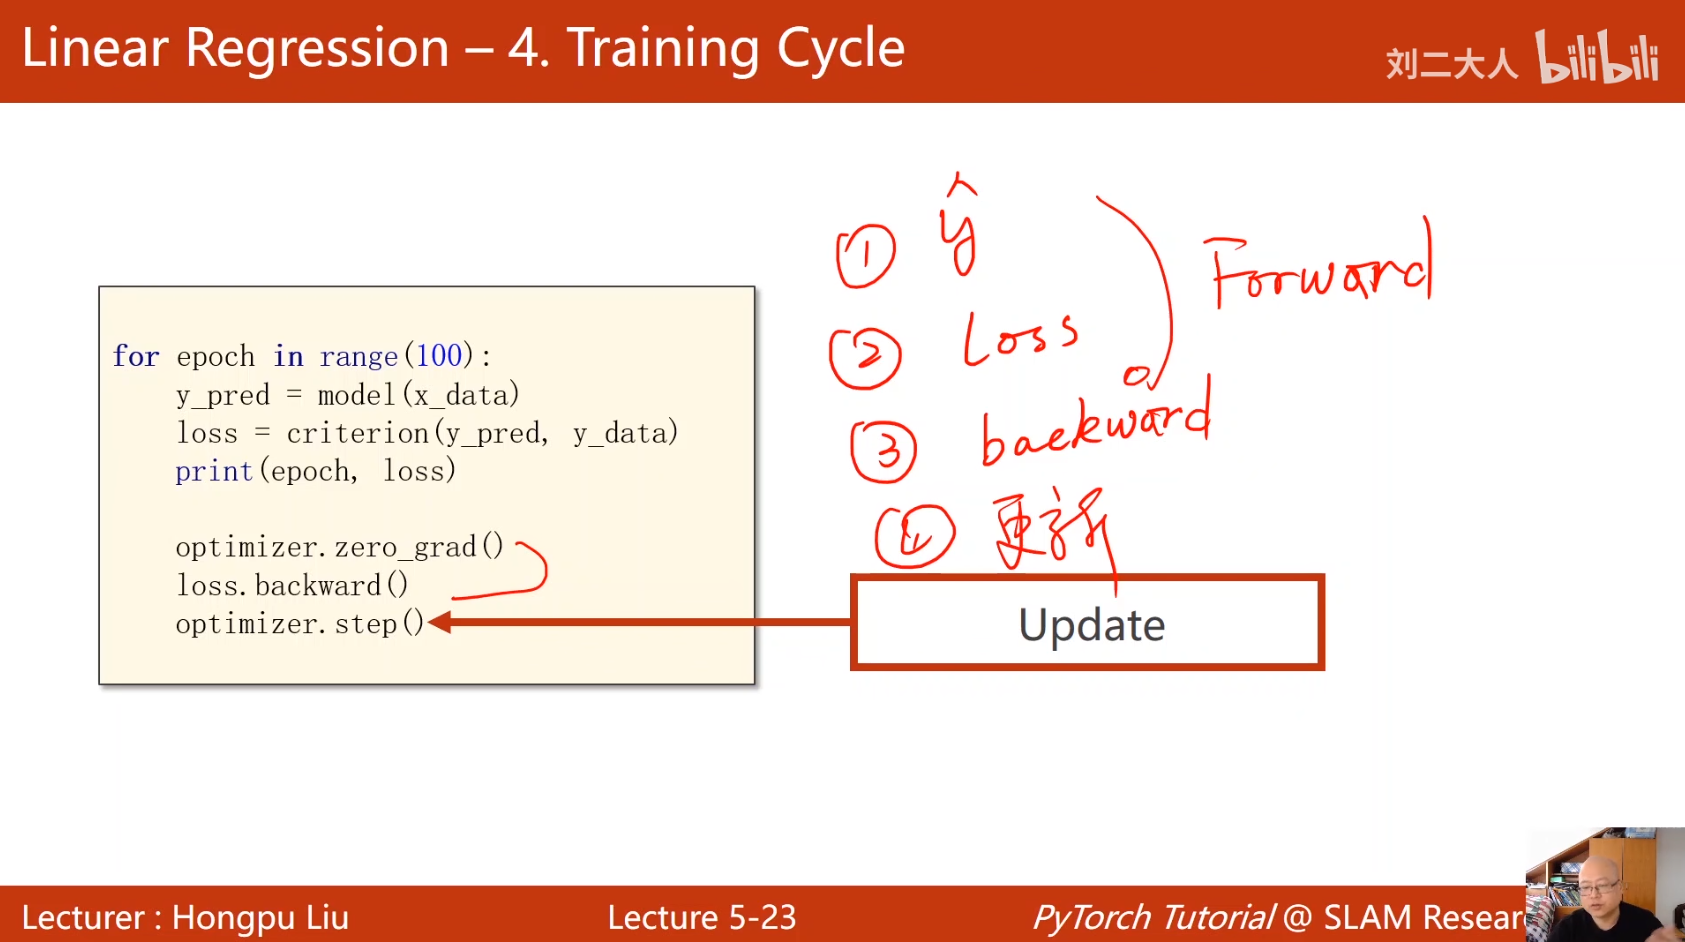 Linear Regression – 4. Training Cycle
刘二大人 bilibili
for epoch in range(100):
y_pred = model(x_data)
loss = criterion(y_pred, y_data)
print(epoch, loss)
optimizer.zero_grad()
loss.backward()
optimizer.step()
① ŷ
② Loss
Forward
③ backward
④ 更新
Update
Lecturer : Hongpu Liu
Lecture 5-23
PyTorch Tutorial @ SLAM Resear